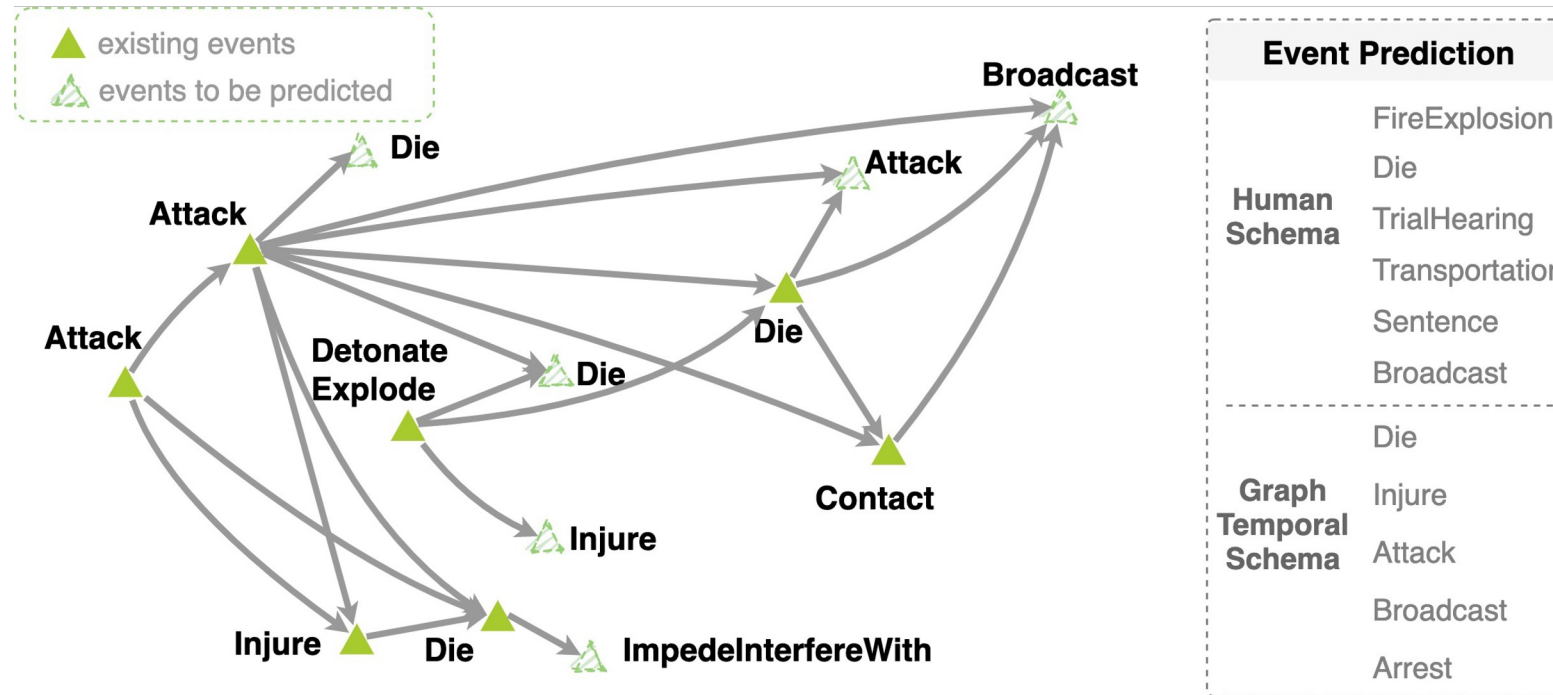 existing events
events to be predicted
Broadcast
Die
Attack
Attack
Attack
Die
Detonate
Explode
Die
Contact
Injure
Injure
Die
ImpedeInterfereWith
Event Prediction
Human
Schema
FireExplosion
Die
TrialHearing
Transportation
Sentence
Broadcast
Graph
Temporal
Schema
Die
Injure
Attack
Broadcast
Arrest